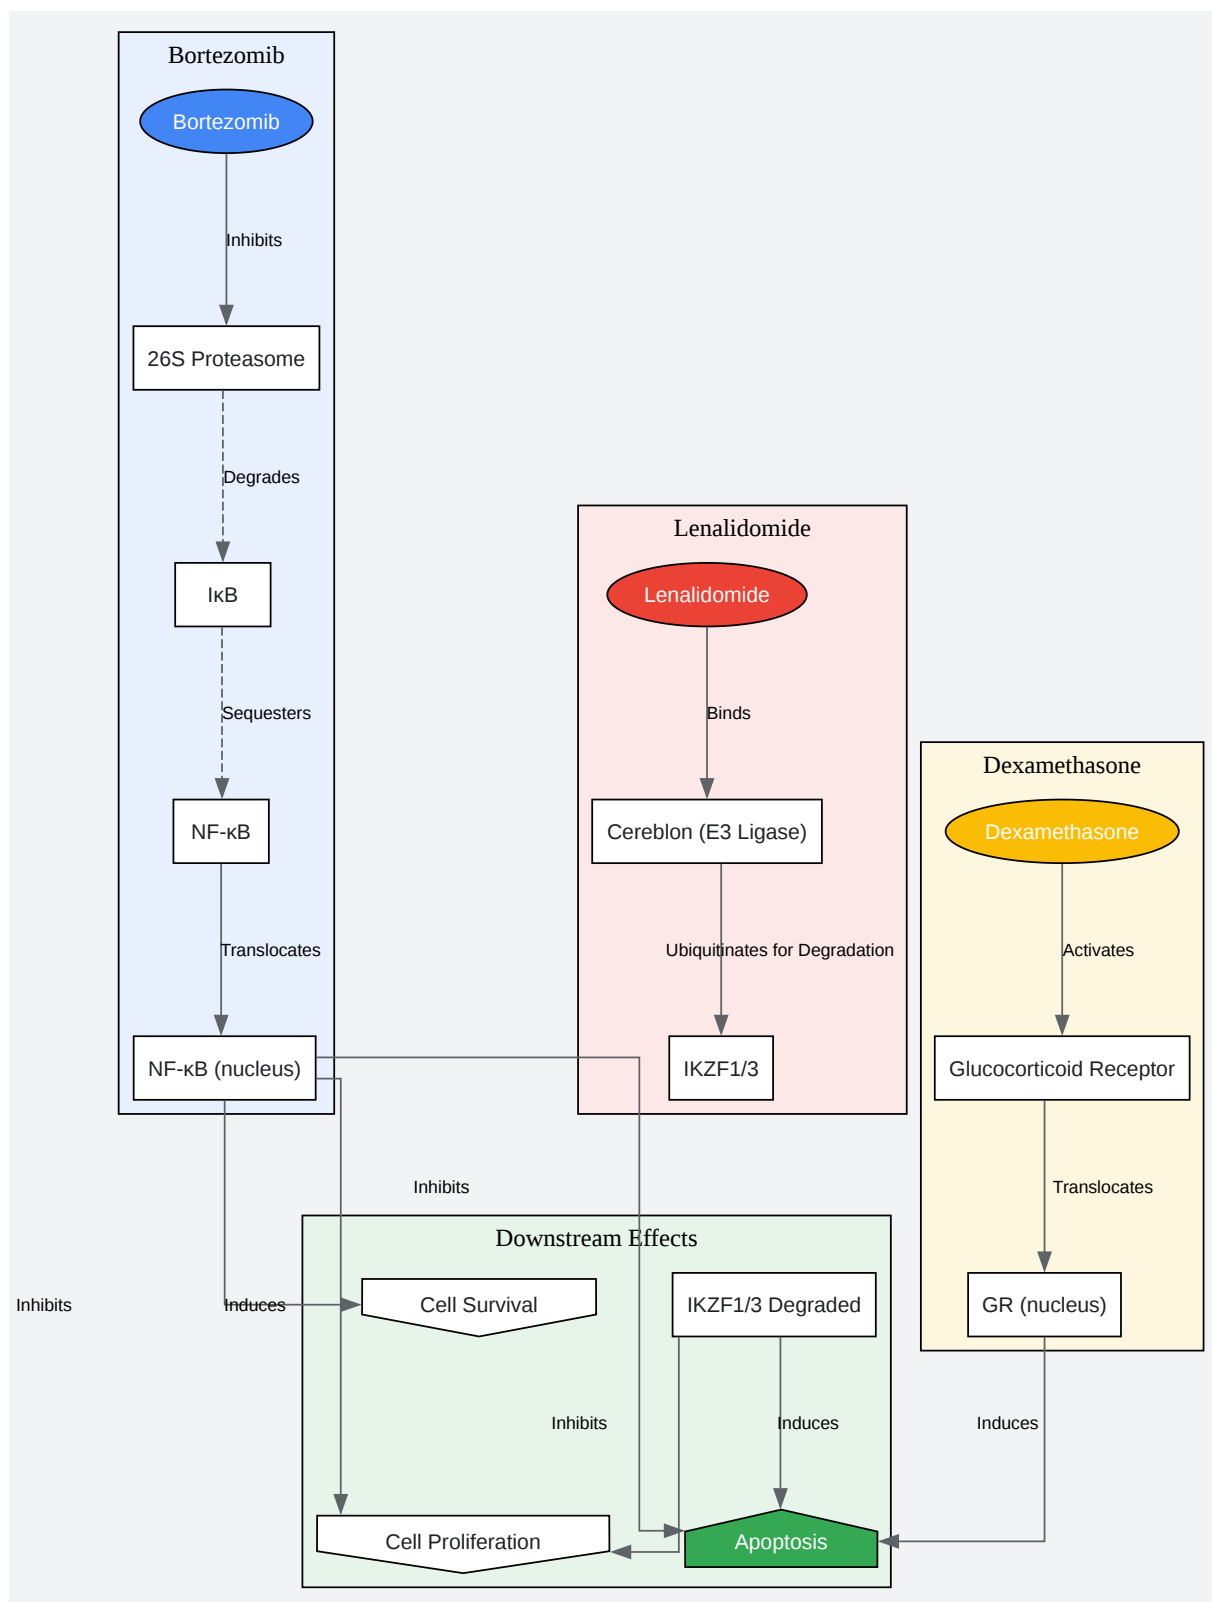 Bortezomib
Bortezomib
Inhibits
26S Proteasome
Degrades
IκB
Sequesters
NF-κB
Translocates
NF-κB (nucleus)
Lenalidomide
Lenalidomide
Binds
Cereblon (E3 Ligase)
Ubiquitinates for Degradation
IKZF1/3
Dexamethasone
Dexamethasone
Activates
Glucocorticoid Receptor
Translocates
GR (nucleus)
Inhibits
Downstream Effects
Inhibits
Induces
Cell Survival
IKZF1/3 Degraded
Inhibits
Induces
Induces
Cell Proliferation
Apoptosis